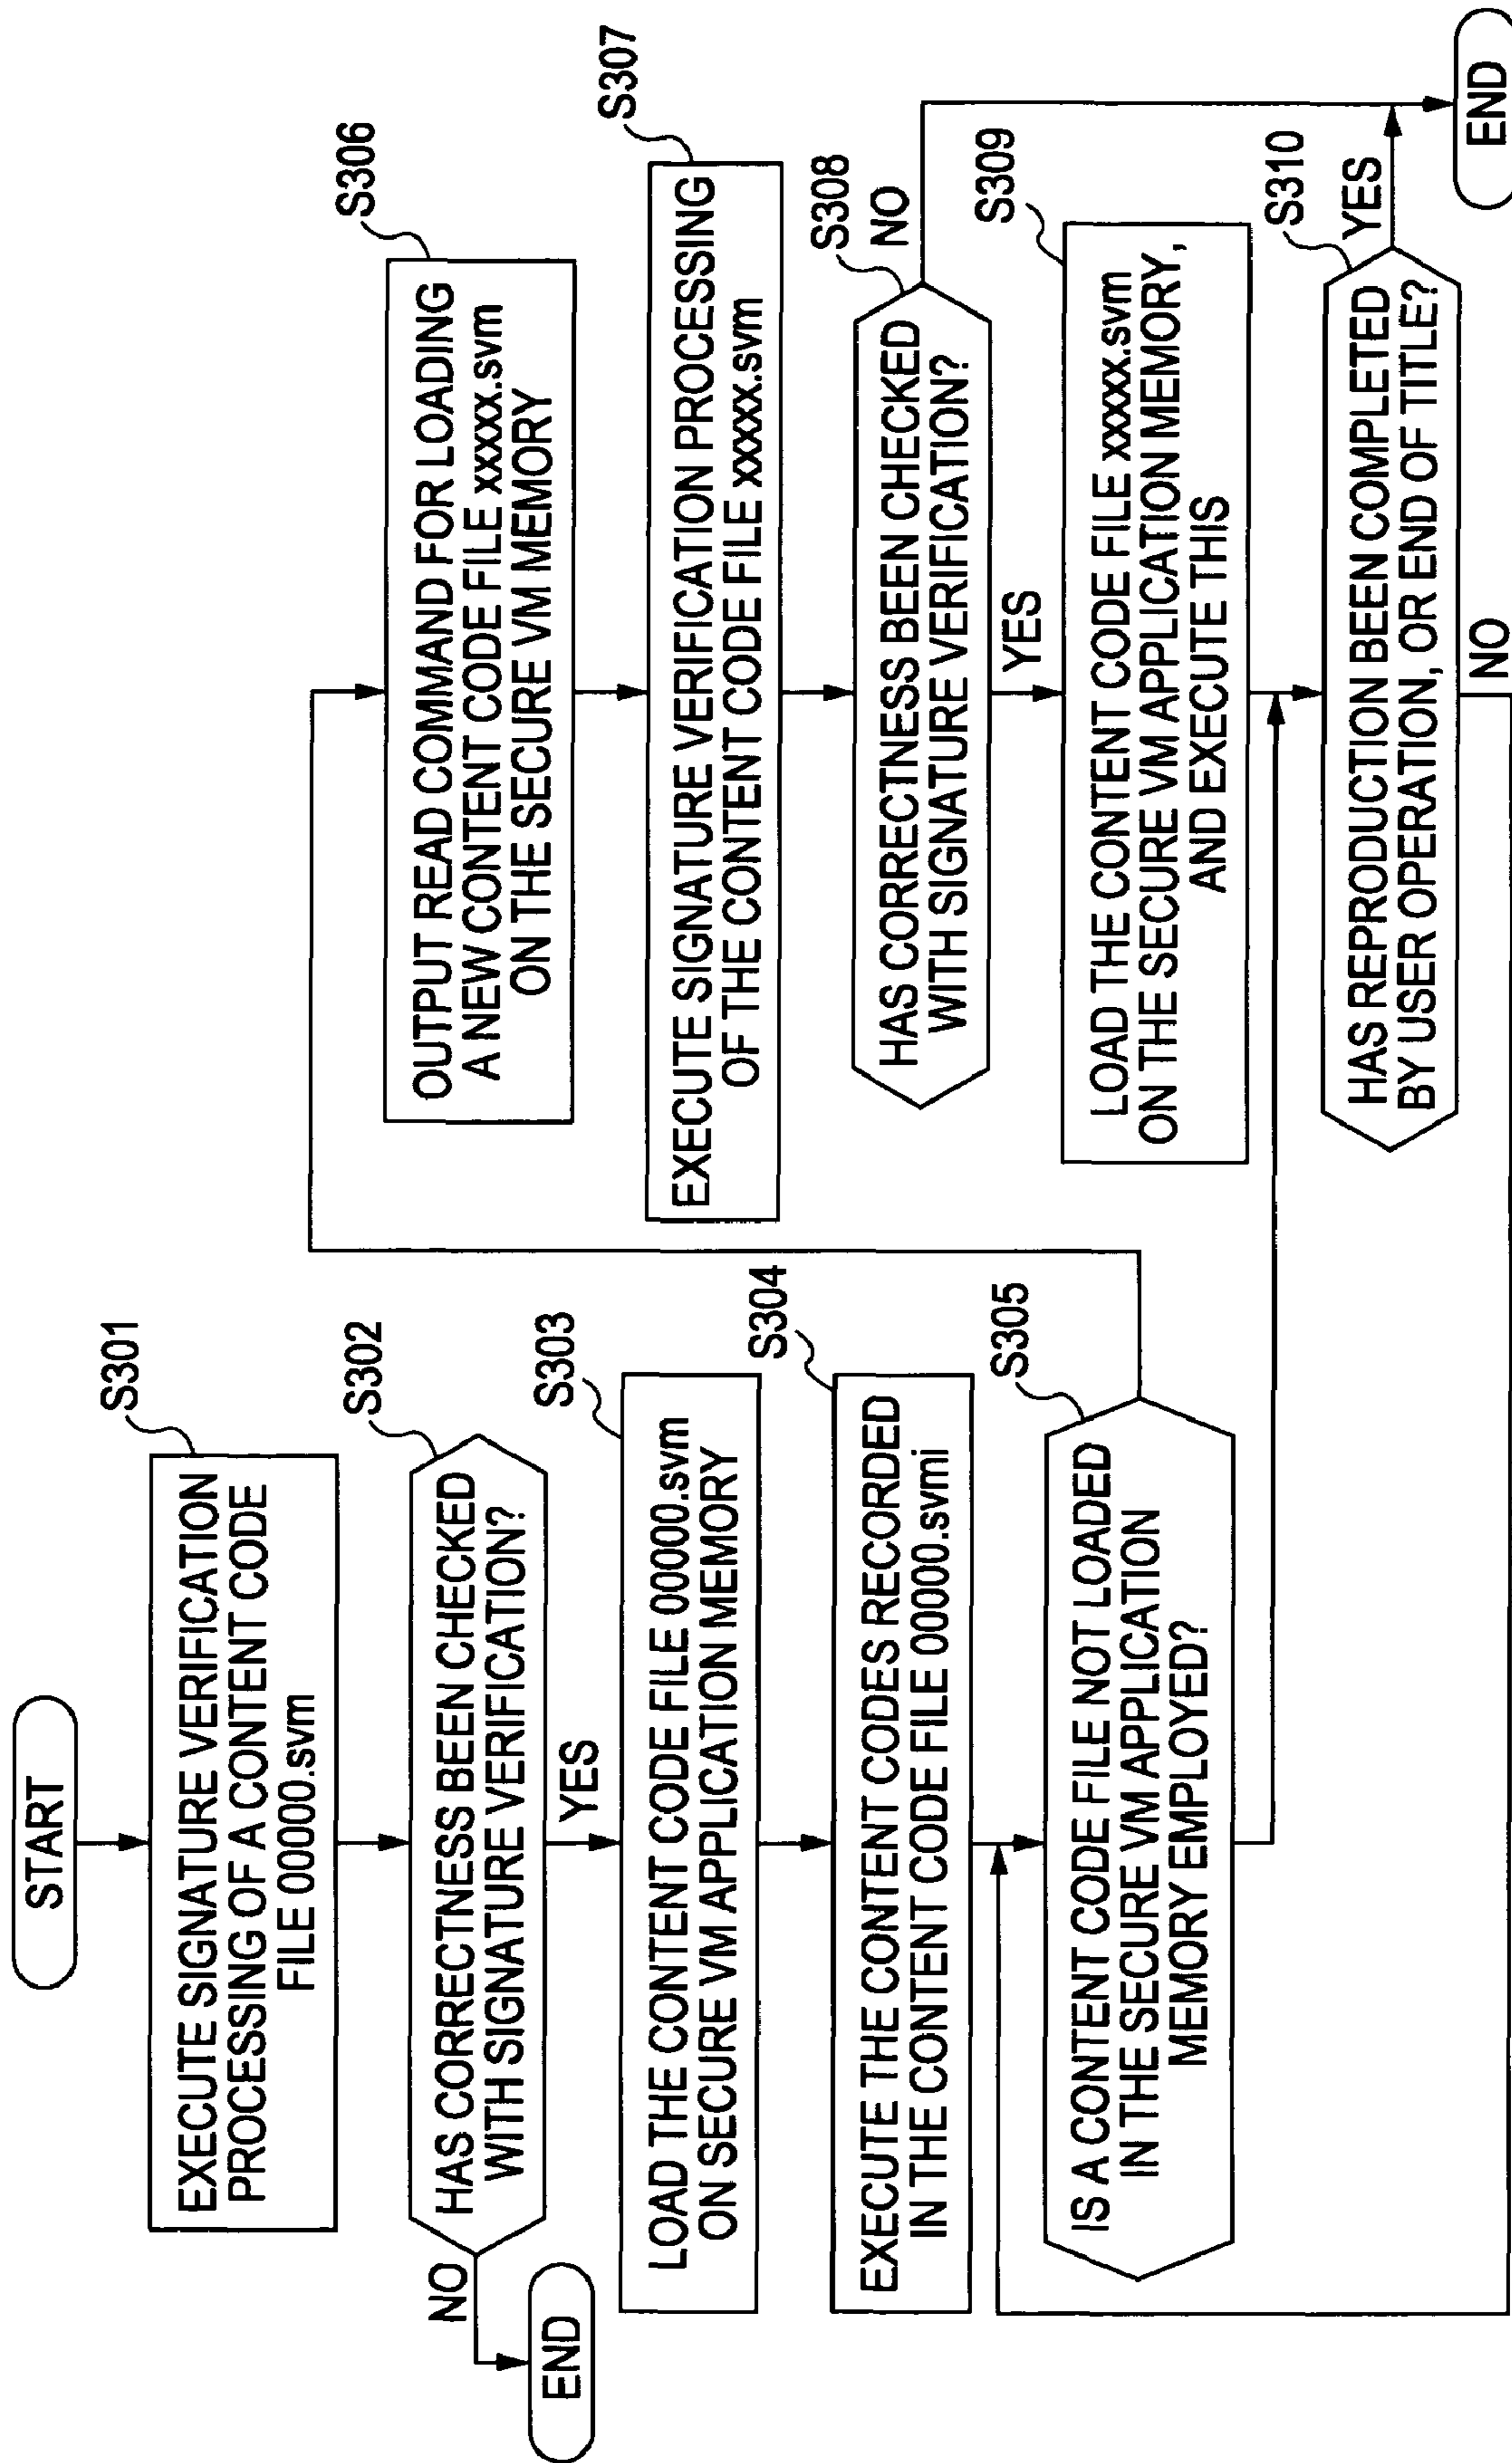 START
S301
EXECUTE SIGNATURE VERIFICATION
PROCESSING OF A CONTENT CODE
FILE 00000.svm
S302
HAS CORRECTNESS BEEN CHECKED
WITH SIGNATURE VERIFICATION?
NO
END
YES
S303
LOAD THE CONTENT CODE FILE 00000.svm
ON SECURE VM APPLICATION MEMORY
S304
EXECUTE THE CONTENT CODES RECORDED
IN THE CONTENT CODE FILE 00000.svmi
S305
IS A CONTENT CODE FILE NOT LOADED
IN THE SECURE VM APPLICATION
MEMORY EMPLOYED?
S306
OUTPUT READ COMMAND FOR LOADING
A NEW CONTENT CODE FILE xxxxx.svm
ON THE SECURE VM MEMORY
S307
EXECUTE SIGNATURE VERIFICATION PROCESSING
OF THE CONTENT CODE FILE xxxxx.svm
S308
HAS CORRECTNESS BEEN CHECKED
WITH SIGNATURE VERIFICATION?
NO
YES
S309
LOAD THE CONTENT CODE FILE xxxxx.svm
ON THE SECURE VM APPLICATION MEMORY,
AND EXECUTE THIS
S310
HAS REPRODUCTION BEEN COMPLETED
BY USER OPERATION, OR END OF TITLE?
YES
NO
END